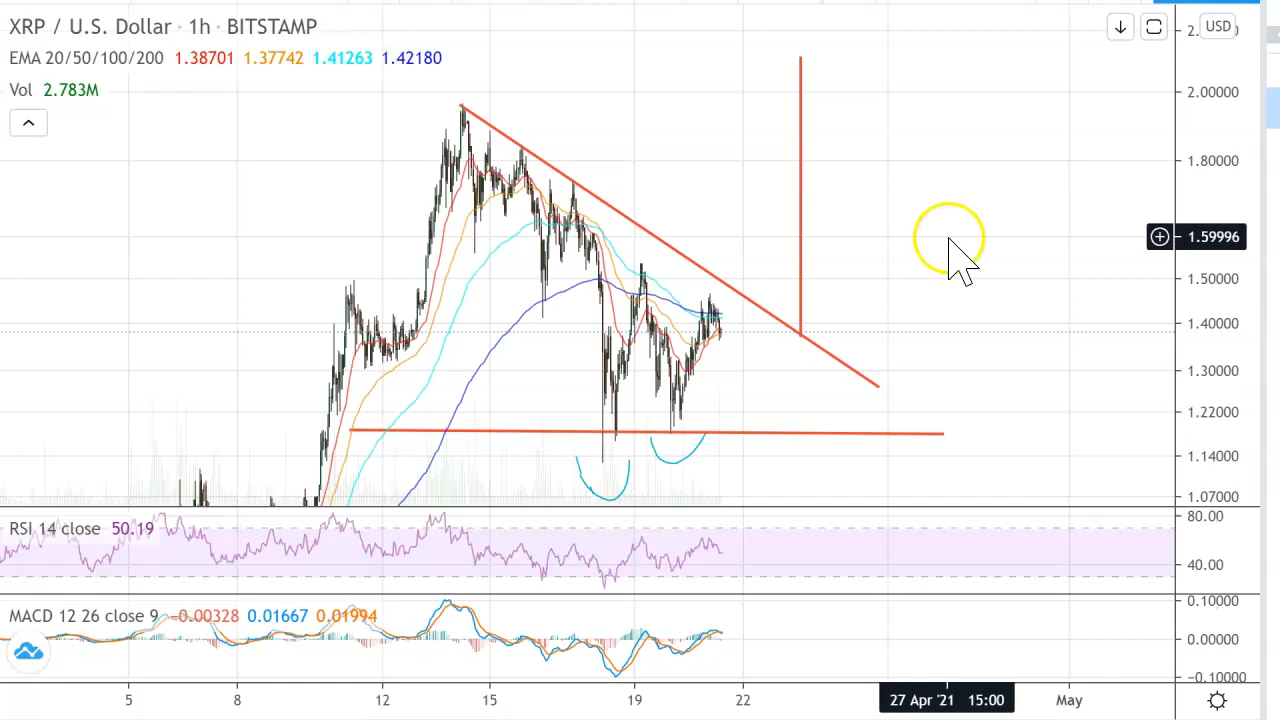 XRP / U.S. Dollar · 1h · BITSTAMP
USD
EMA 20/50/100/200 1.38701 1.37742 1.41263 1.42180
Vol 2.783M
2.00000
1.80000
1.59996
1.50000
1.40000
1.30000
1.22000
1.14000
1.07000
RSI 14 close 50.19
80.00
40.00
MACD 12 26 close 9 −0.00328 0.01667 0.01994
0.10000
0.00000
−0.10000
5 8 12 15 19 22 27 Apr '21 15:00 May